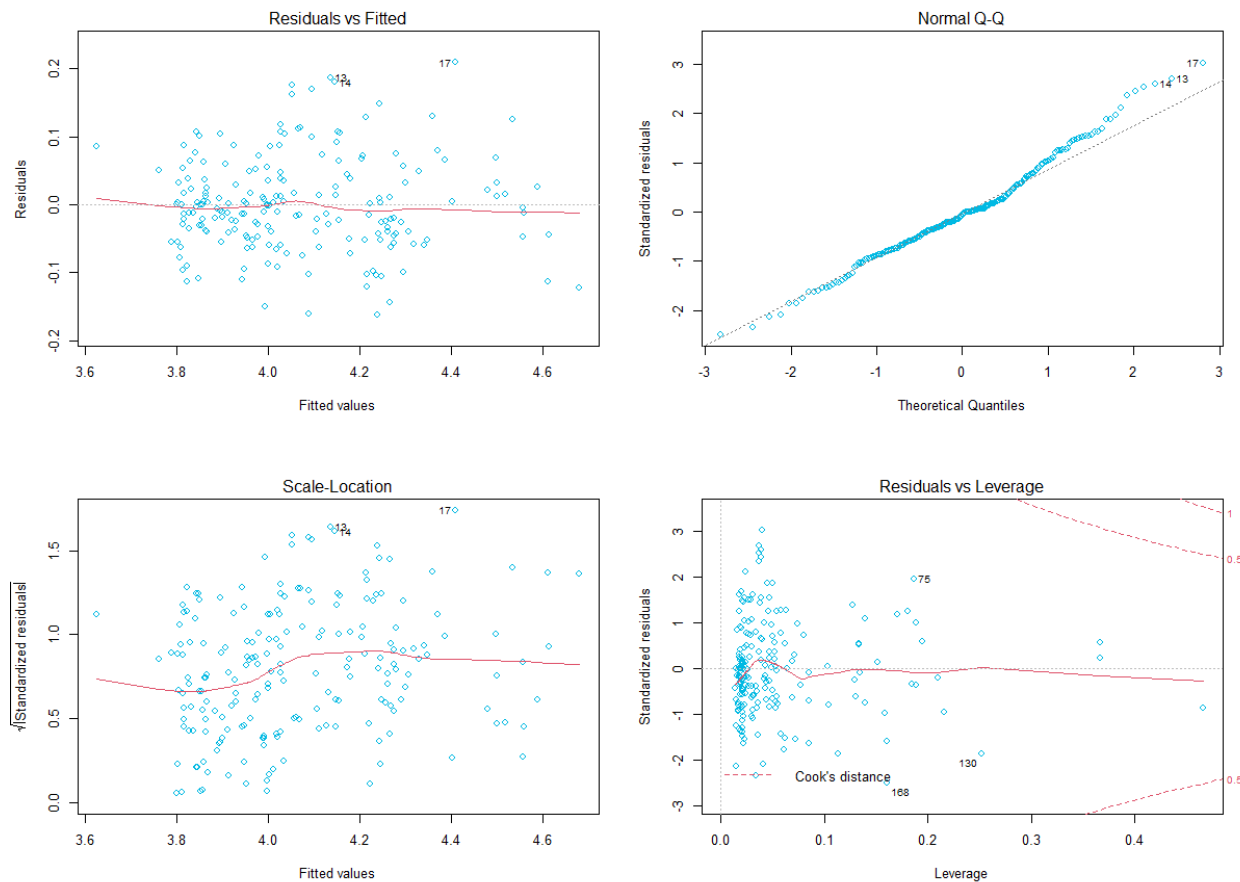 Residuals vs Fitted
Residuals
0.2
0.1
0.0
-0.1
-0.2
17
13
14
3.6 3.8 4.0 4.2 4.4 4.6
Fitted values
Normal Q-Q
Standardized residuals
3
2
1
0
-1
-2
17
14 13
-3 -2 -1 0 1 2 3
Theoretical Quantiles
Scale-Location
√|Standardized residuals|
1.5
1.0
0.5
0.0
17
13
14
3.6 3.8 4.0 4.2 4.4 4.6
Fitted values
Residuals vs Leverage
Standardized residuals
3
2
1
0
-1
-2
-3
1
0.5
75
130
Cook's distance
168
0.5
0.0 0.1 0.2 0.3 0.4
Leverage